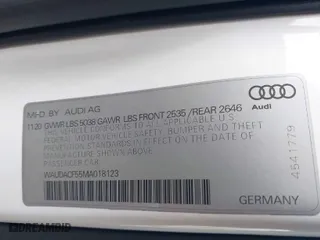 MFD. BY AUDI AG
11/20 GVWR LBS 5038 GAWR LBS FRONT 2535 / REAR 2646
THIS VEHICLE CONFORMS TO ALL APPLICABLE
FEDERAL MOTOR VEHICLE SAFETY, BUMPER AND THEFT
PREVENTION STANDARDS IN EFFECT
ON THE DATE OF MANUFACTURE SHOWN ABOVE
PASSENGER CAR
WAUDACF55MA018123
Audi
4541779
GERMANY
IDREAMBID